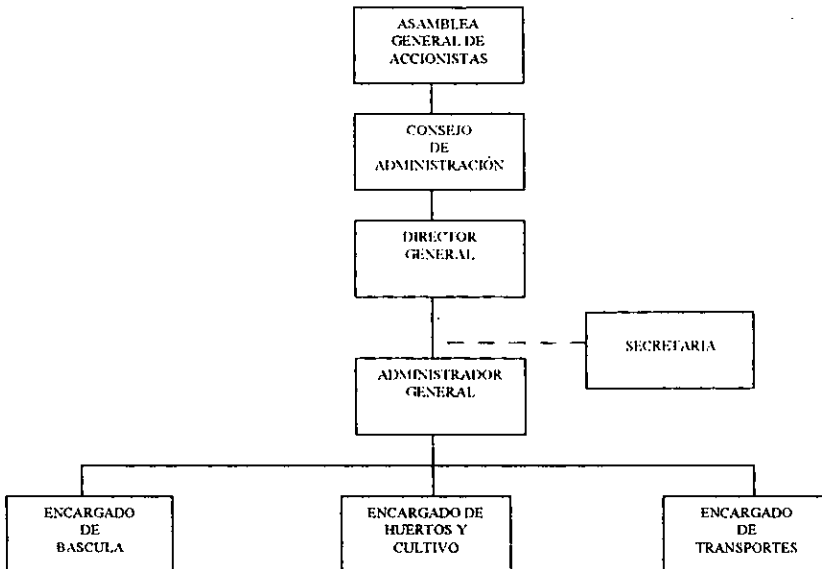 ASAMBLEA
GENERAL DE
ACCIONISTAS
CONSEJO
DE
ADMINISTRACIÓN
DIRECTOR
GENERAL
SECRETARIA
ADMINISTRADOR
GENERAL
ENCARGADO
DE
BASCULA
ENCARGADO DE
HUERTOS Y
CULTIVO
ENCARGADO
DE
TRANSPORTES